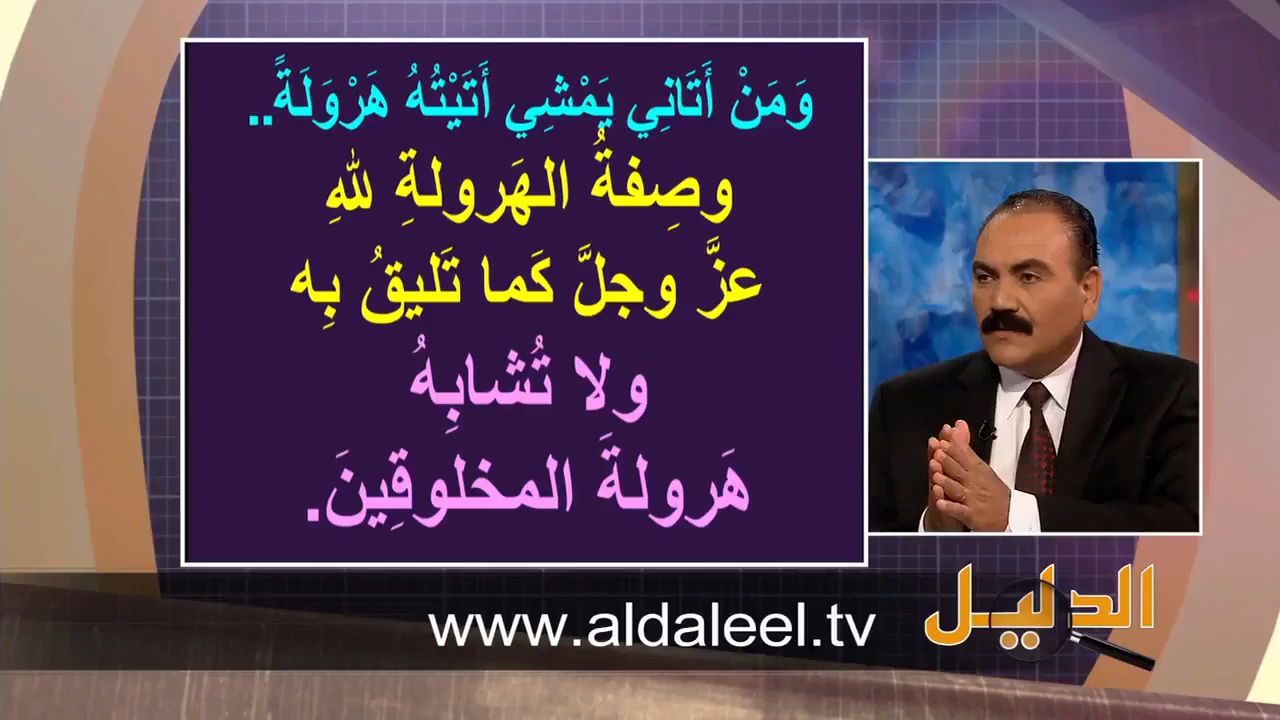 وَمَنْ أَتَانِي يَمْشِي أَتَيْتُهُ هَرْوَلَةً..
وصِفةُ الهَرولةِ للهِ
عزَّ وجلَّ كَما تَليقُ بِه
ولا تُشابِهُ
هَرولةَ المخلوقِينَ.
الدليل
www.aldaleel.tv